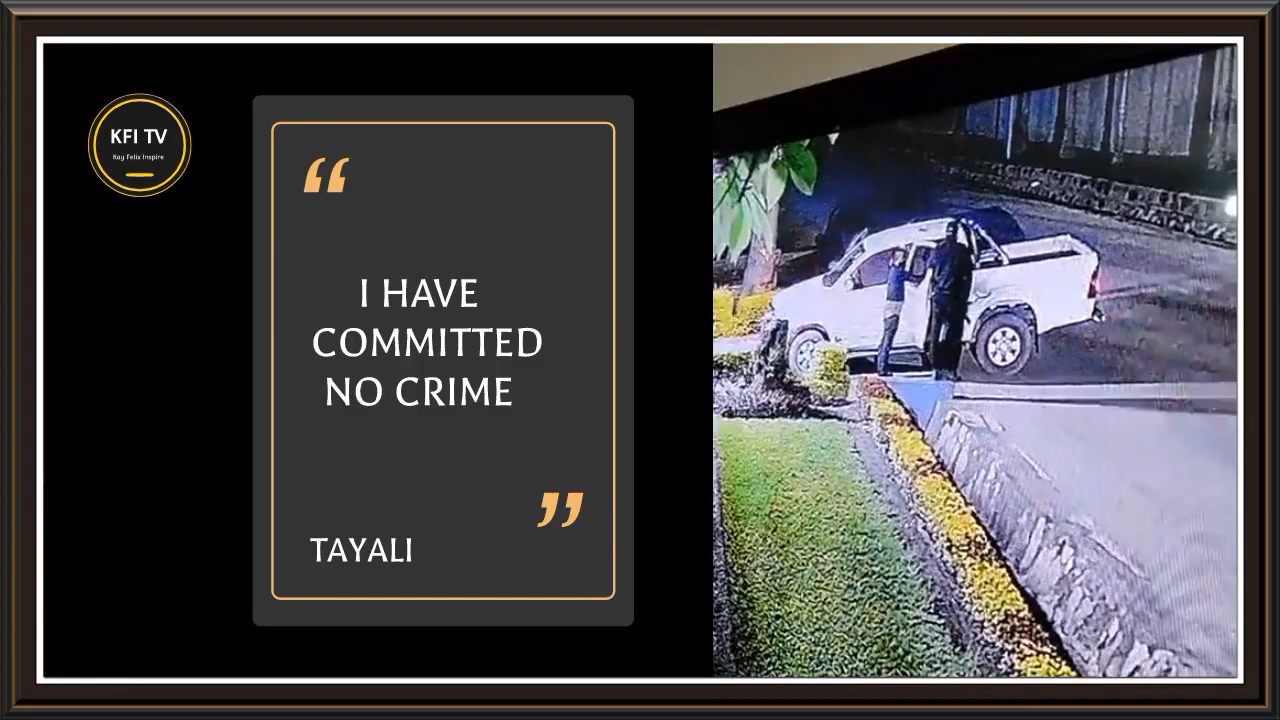 KFI TV
Kay Felix Inspire
“
I HAVE
COMMITTED
NO CRIME
”
TAYALI